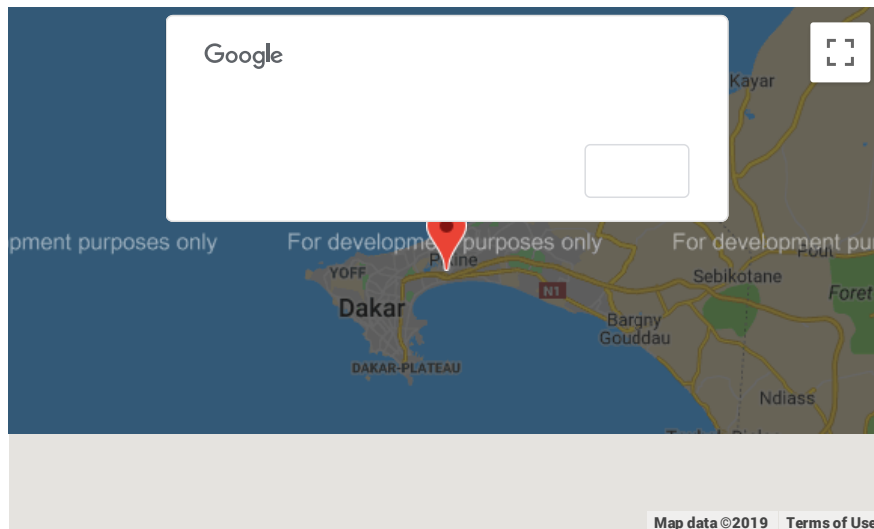 Google
Kayar
pment purposes only
For developme purposes only
For development pu
Pout
YOFF
Sebikotane
N1
Foret
Dakar
Bargny
Gouddau
DAKAR-PLATEAU
Ndiass
Map data ©2019
Terms of Use